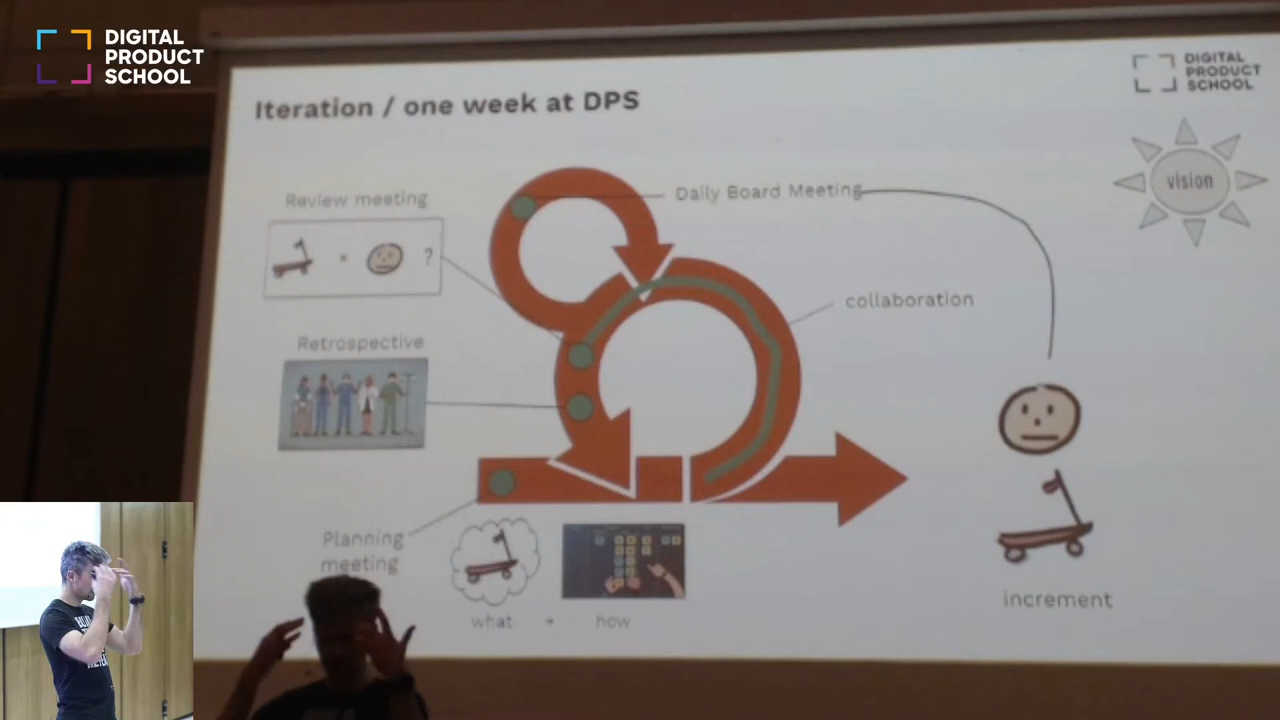 DIGITAL
PRODUCT
SCHOOL
DIGITAL
PRODUCT
SCHOOL
Iteration / one week at DPS
vision
Review meeting
Daily Board Meeting
?
collaboration
Retrospective
Planning
meeting
what + how
increment